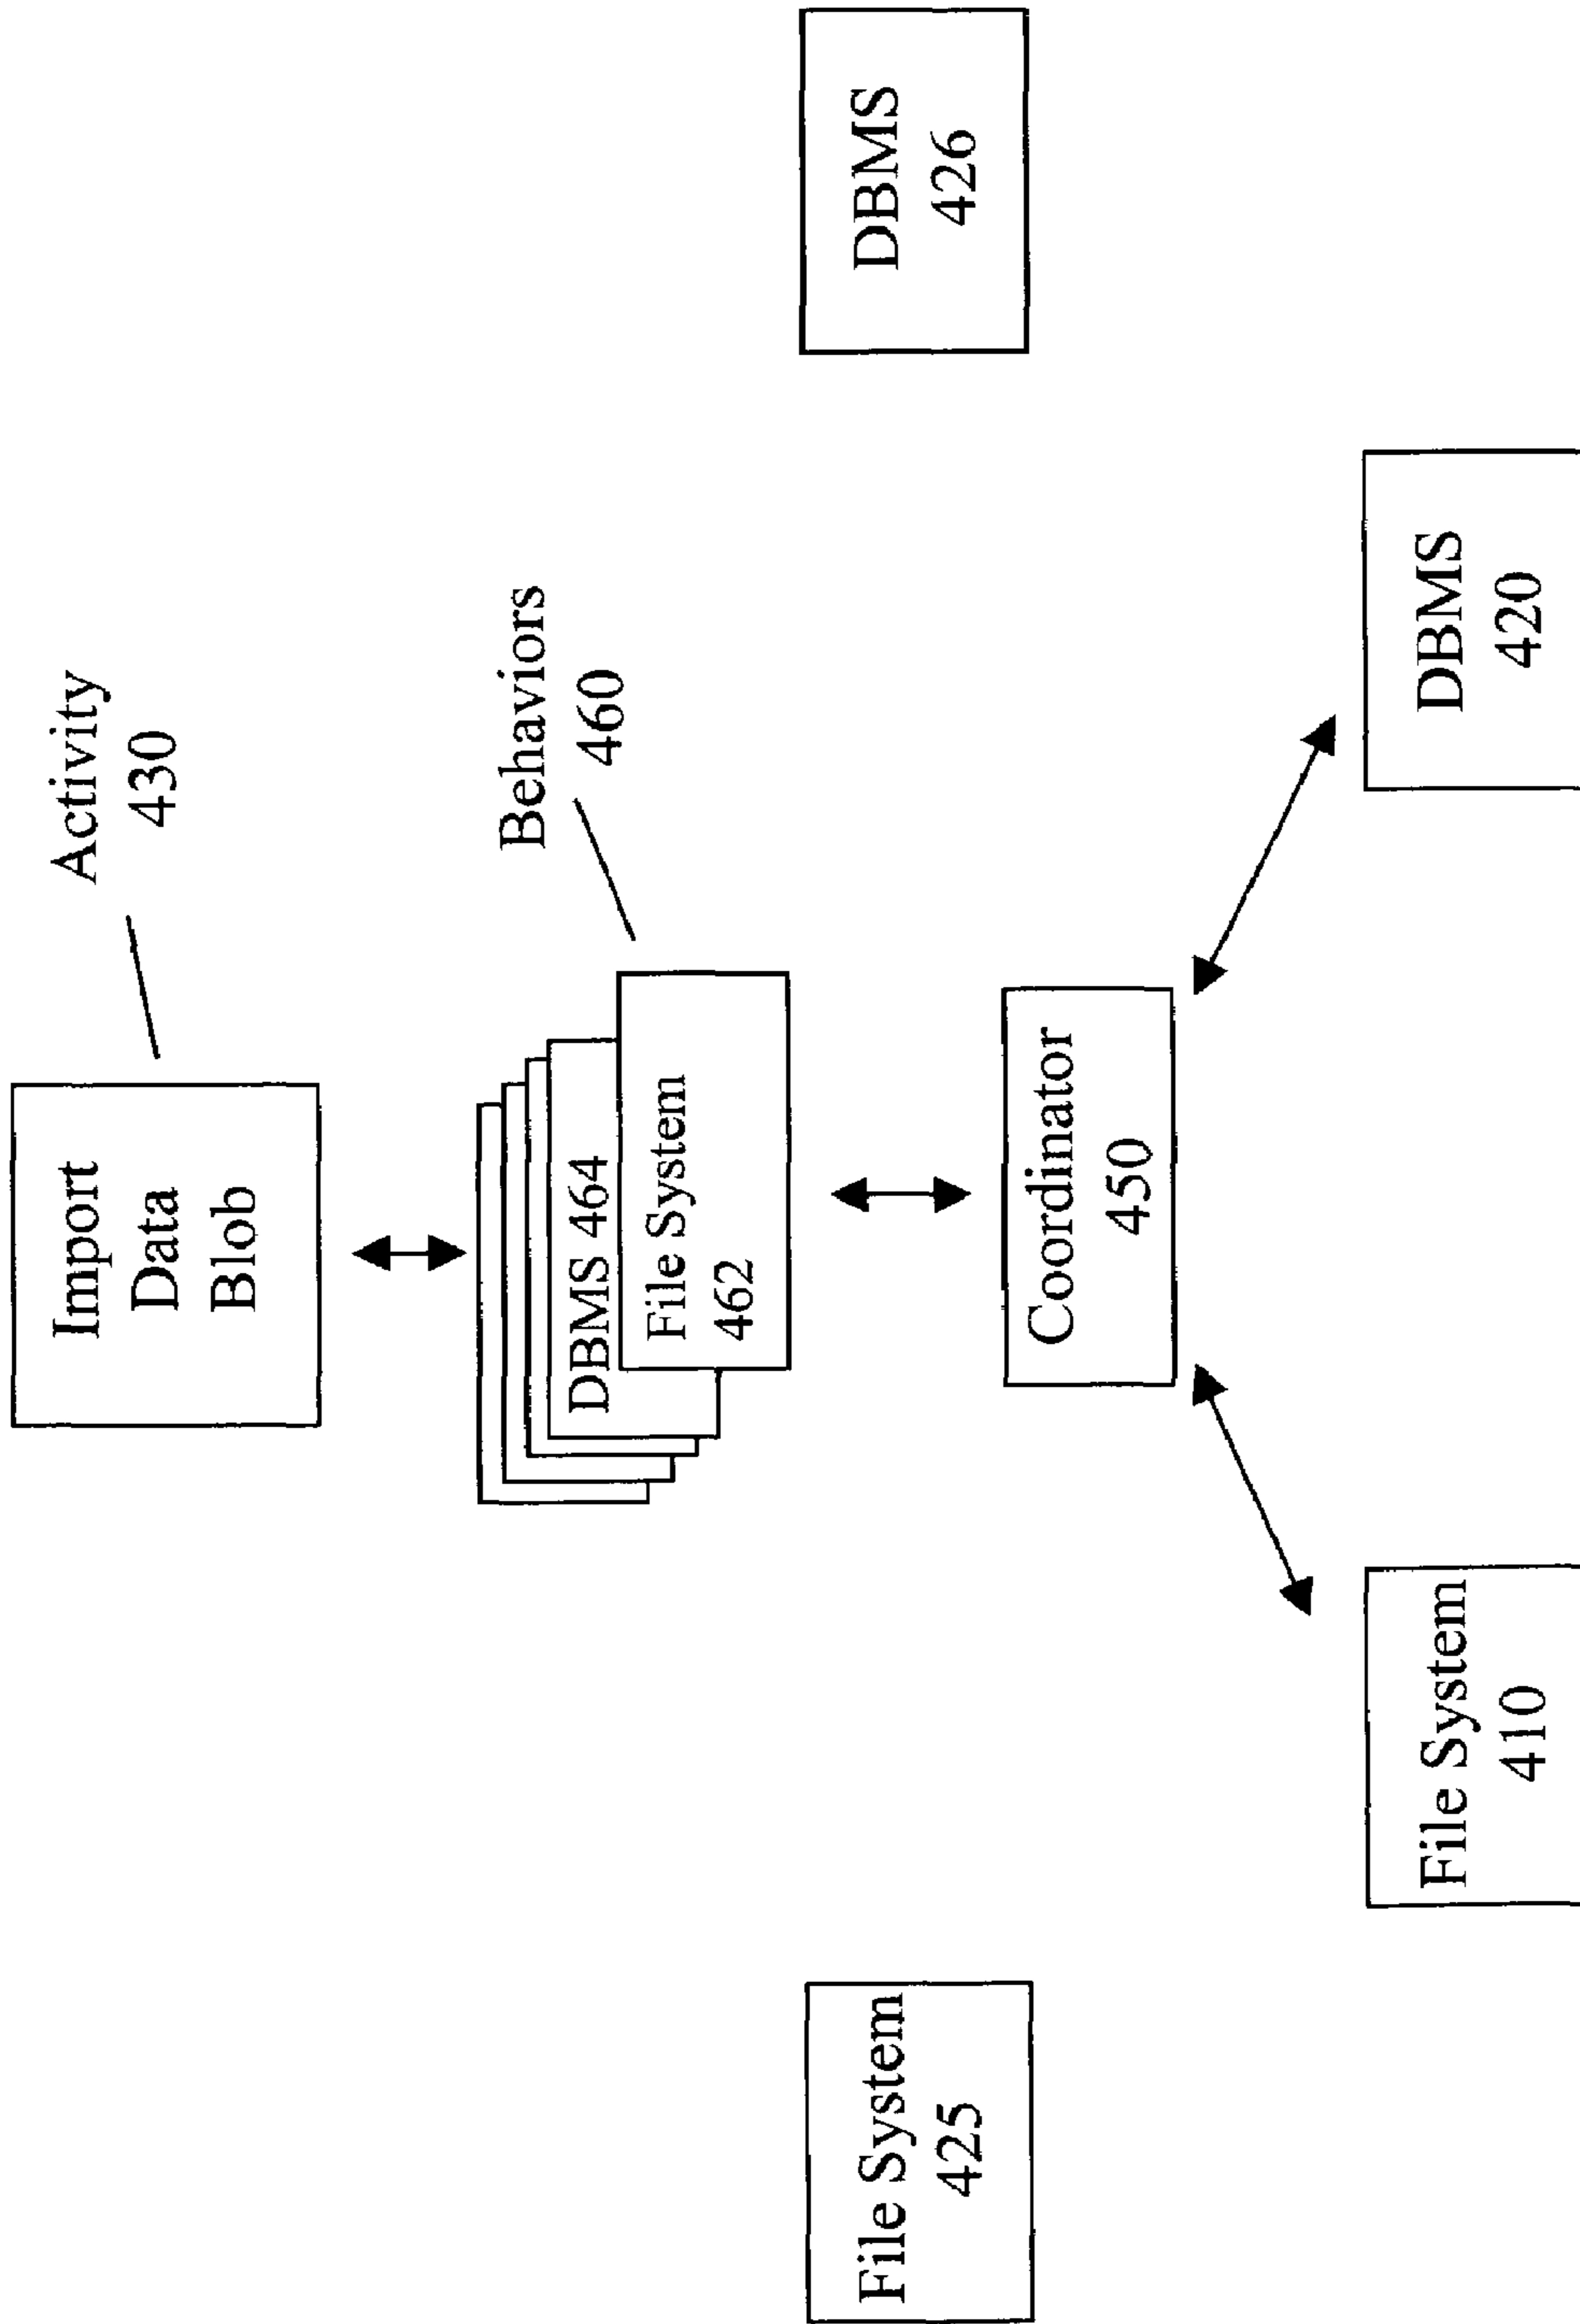 Import
Data
Blob
Activity
430
DBMS 464
File System
462
Behaviors
460
File System
425
Coordinator
450
DBMS
426
File System
410
DBMS
420